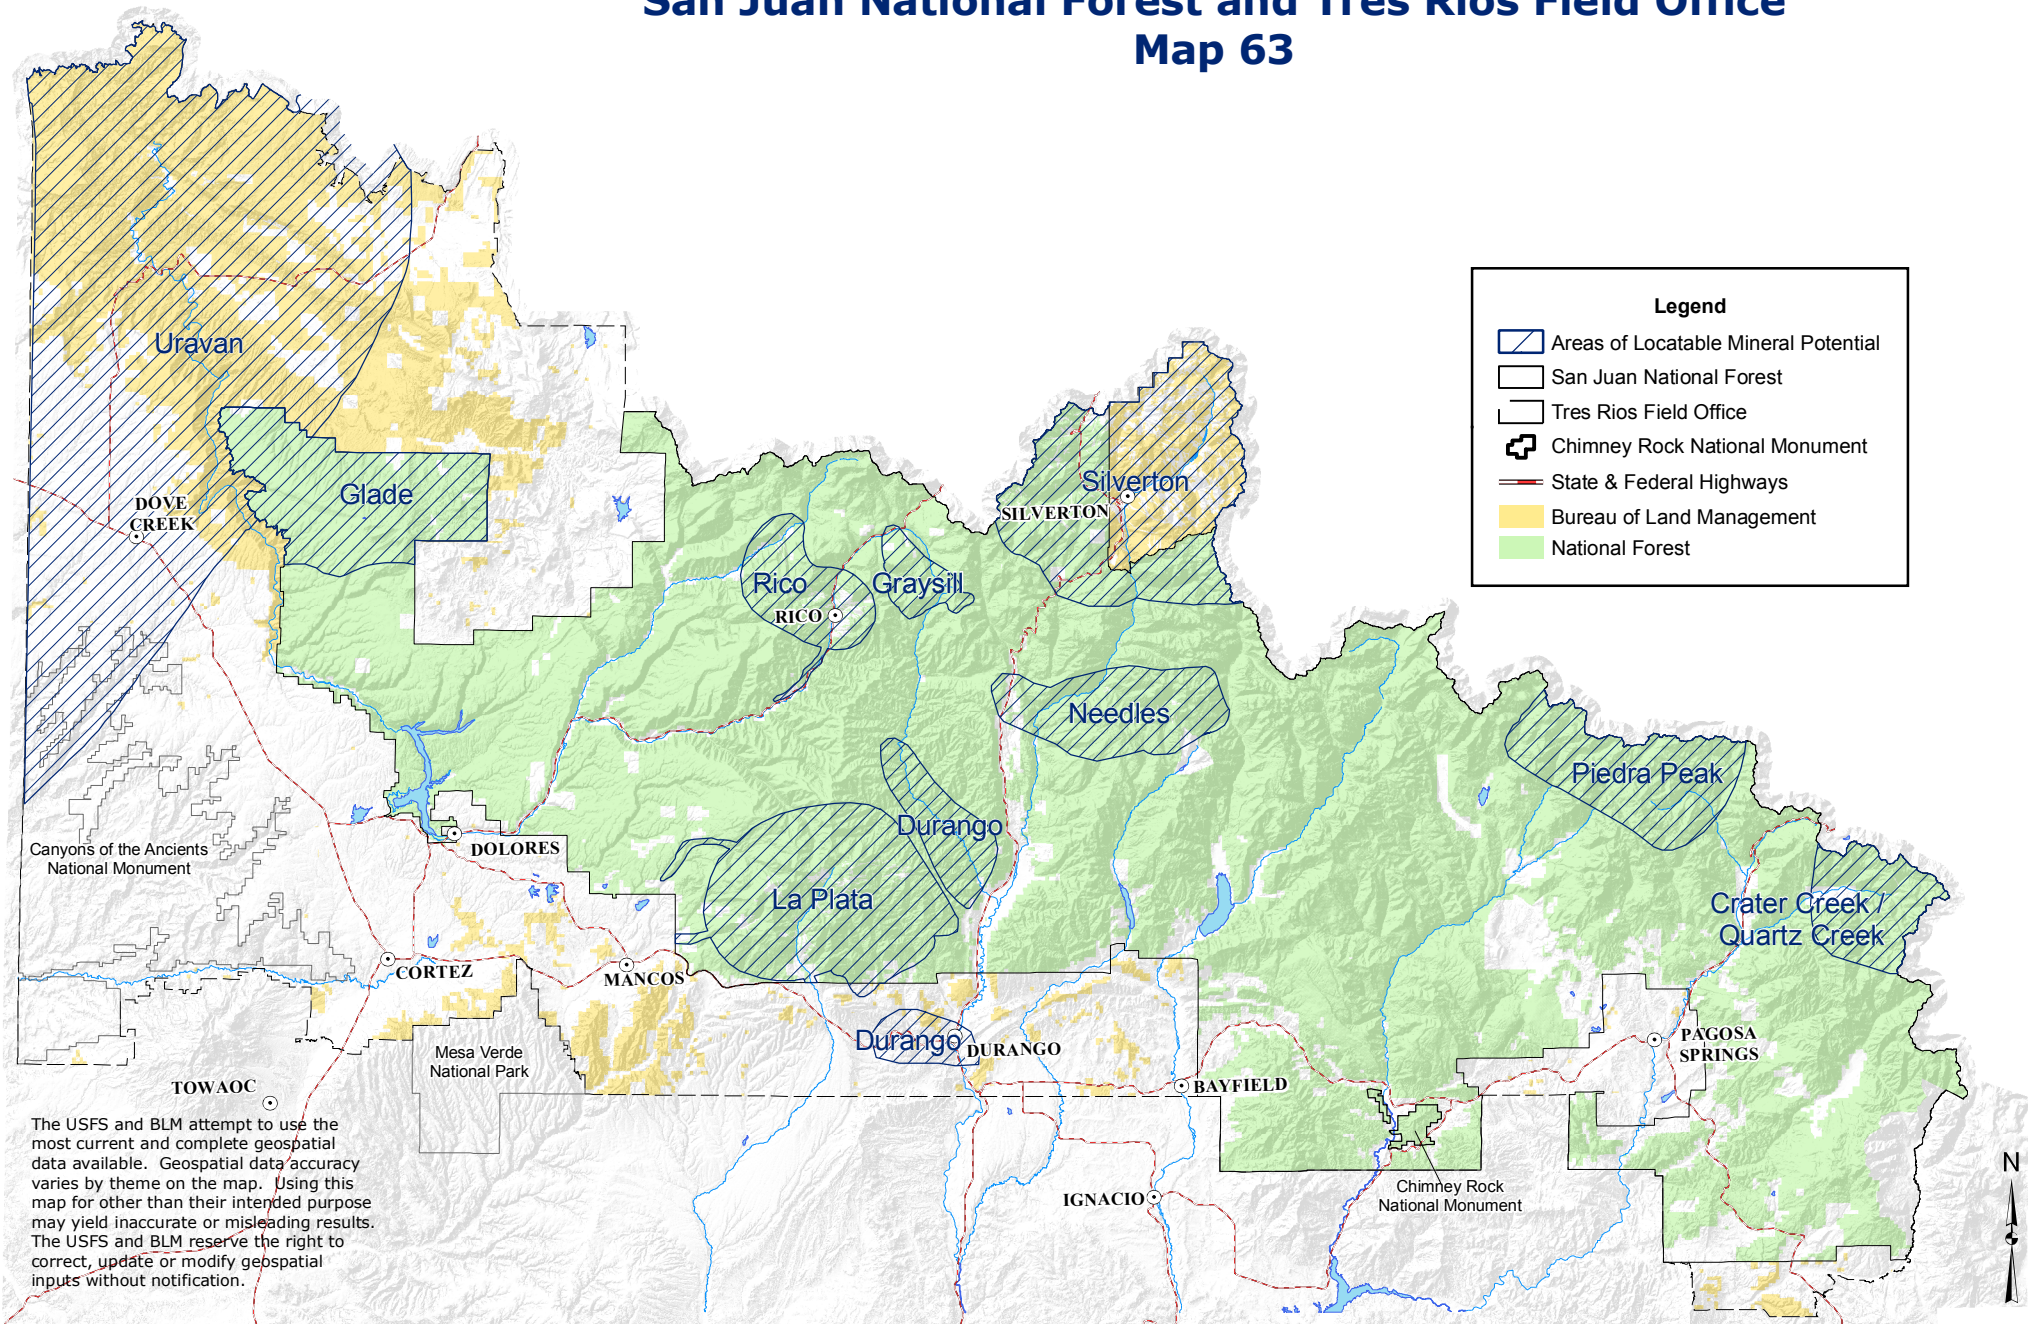 San Juan National Forest and Tres Rios Field Office
Map 63
Legend
Areas of Locatable Mineral Potential
San Juan National Forest
Tres Rios Field Office
Chimney Rock National Monument
State & Federal Highways
Bureau of Land Management
National Forest
Uravan
Glade
DOVE
CREEK
Silverton
SILVERTON
Rico
RICO
Graysill
Needles
Piedra Peak
Durango
La Plata
Crater Creek /
Quartz Creek
DOLORES
Canyons of the Ancients
National Monument
CORTEZ
MANCOS
Durango
DURANGO
Mesa Verde
National Park
PAGOSA
SPRINGS
TOWAOC
BAYFIELD
IGNACIO
Chimney Rock
National Monument
N
The USFS and BLM attempt to use the
most current and complete geospatial
data available.  Geospatial data accuracy
varies by theme on the map.  Using this
map for other than their intended purpose
may yield inaccurate or misleading results.
The USFS and BLM reserve the right to
correct, update or modify geospatial
inputs without notification.